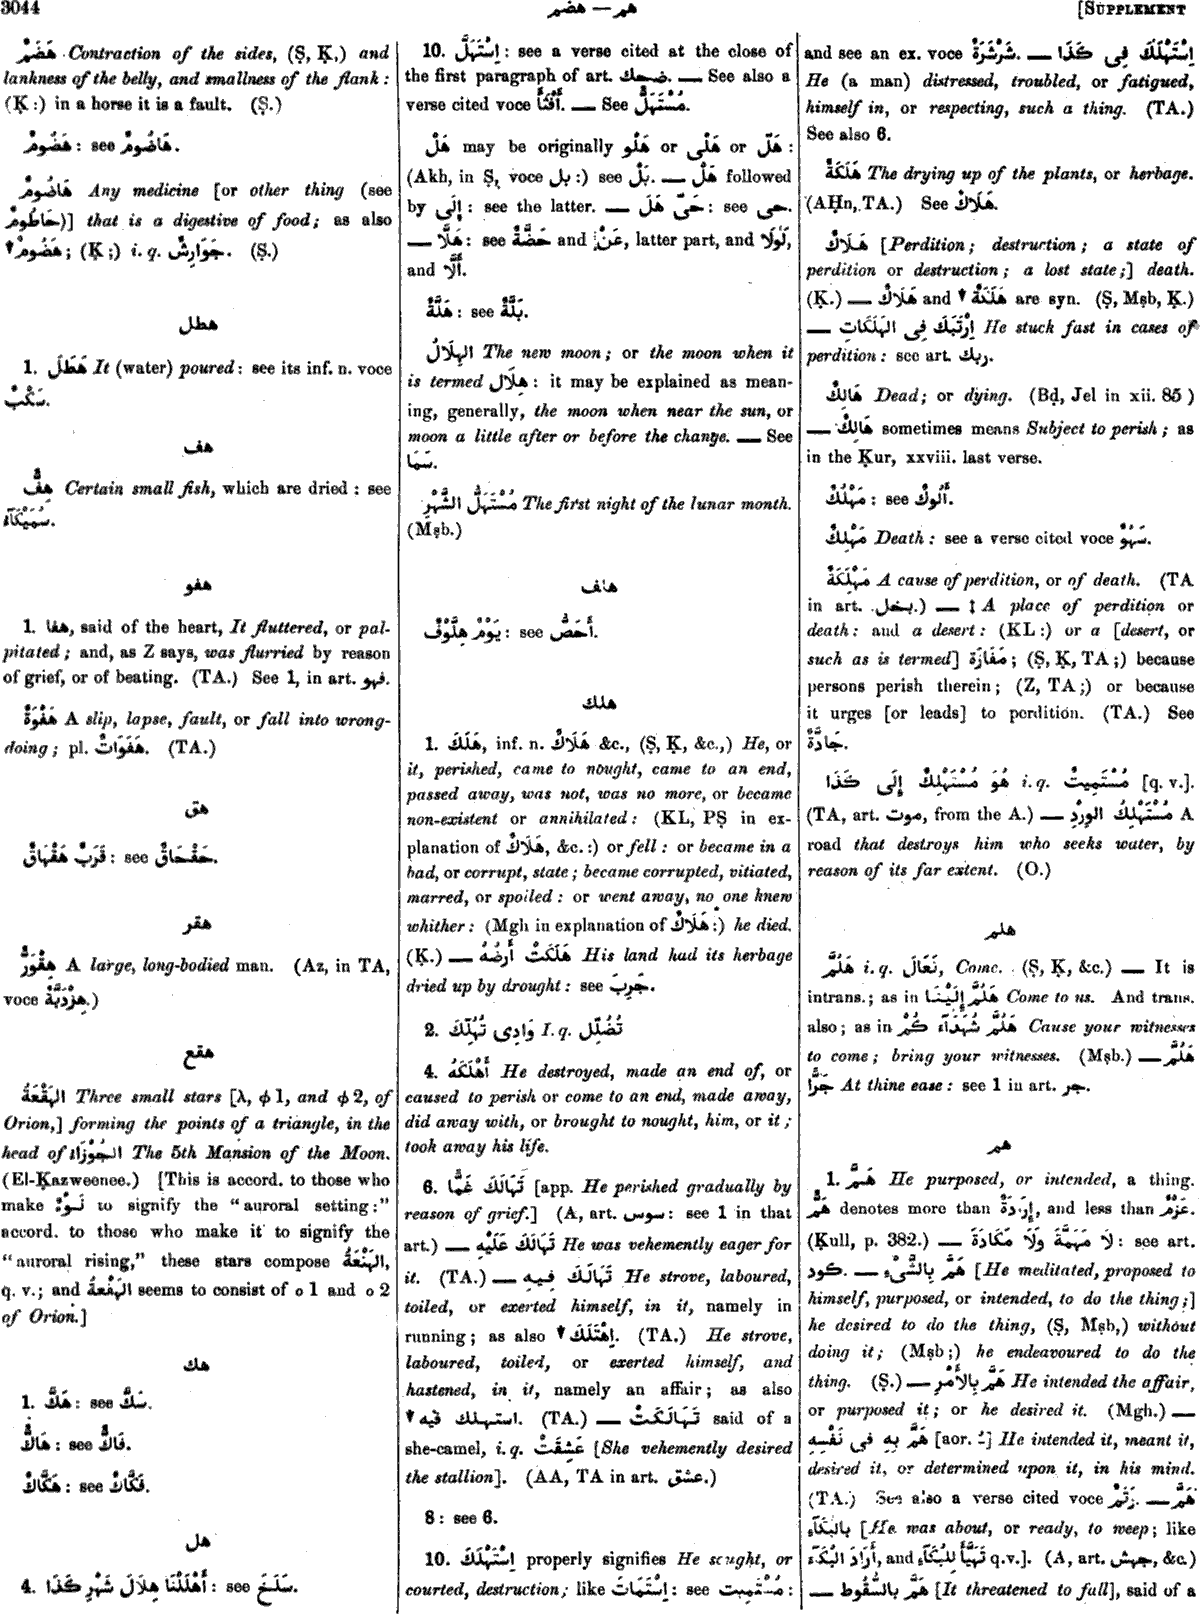 3044
هضم — هم
[SUPPLEMENT
هَضَمٌ Contraction of the sides, (Ṣ, Ḳ,) and
lankness of the belly, and smallness of the flank :
(Ḳ :) in a horse it is a fault. (Ṣ.)
هَضُومٌ : see هَاضُومٌ.
هَاضُومٌ Any medicine [or other thing (see
حَاطُومٌ)] that is a digestive of food ; as also
هَضُومٌ ; (Ḳ ;) i. q. جَوَارِشٌ. (Ṣ.)
هطل
1. هَطَلَ It (water) poured : see its inf. n. voce
سَكْبٌ.
هف
هِفٌّ Certain small fish, which are dried : see
سُمَيْكَآء.
هفو
1. هَفَا, said of the heart, It fluttered, or pal-
pitated ; and, as Z says, was flurried by reason
of grief, or of beating. (TA.) See 1, in art. فهو.
هَفْوَةٌ A slip, lapse, fault, or fall into wrong-
doing ; pl. هَفَوَاتٌ. (TA.)
هق
قَرَبٌ هَقْهَاقٌ : see حَقْحَاقٌ.
هقر
هِقَوْرٌّ A large, long-bodied man. (Az, in TA,
voce هِرْدَبَّةٌ.)
هقع
الهَقْعَةُ Three small stars [λ, φ 1, and φ 2, of
Orion,] forming the points of a triangle, in the
head of الجَوْزَاء The 5th Mansion of the Moon.
(El-Ḳazweenee.) [This is accord. to those who
make نَوْءٌ to signify the “auroral setting :”
accord. to those who make it to signify the
“auroral rising,” these stars compose الهَنْعَةُ,
q. v. ; and الهَقْعَةُ seems to consist of o 1 and o 2
of Orion.]
هك
1. هَكَّ : see سَكَّ.
هَاكٌّ : see فَاكٌّ.
هَكَّاكٌ : see فَكَّاكٌ.
هل
4. أَهْلَلْنَا هِلَالَ شَهْرِ كَذَا : see سَلَخَ.
10. اِسْتَهَلَّ : see a verse cited at the close of
the first paragraph of art. ضحك. — See also a
verse cited voce أَفْثَأَ. — See مُسْتَهَلٌّ.
هَلْ may be originally هَلْو or هَلْى or هَلّ :
(Akh, in Ṣ, voce بل :) see بَلْ. — هَلْ followed
by إِلَى : see the latter. — حَىَّ هَلَ : see حى.
— هَلَّا : see حَضَّةٌ and عَنْ, latter part, and لَوْلَا,
and أَلَّا.
هَلَّةٌ : see بَلَّةٌ.
الهِلَالُ The new moon ; or the moon when it
is termed هِلَال : it may be explained as mean-
ing, generally, the moon when near the sun, or
moon a little after or before the change. — See
سَمَا.
مُسْتَهَلُّ الشَّهْرِ The first night of the lunar month.
(Mṣb.)
هلف
يَوْمٌ هِلَّوْفٌ : see أَحَصُّ.
هلك
1. هَلَكَ, inf. n. هَلَاكٌ &c., (Ṣ, Ḳ, &c.,) He, or
it, perished, came to nought, came to an end,
passed away, was not, was no more, or became
non-existent or annihilated : (KL, PṢ in ex-
planation of هَلَاكٌ, &c. :) or fell : or became in a
bad, or corrupt, state ; became corrupted, vitiated,
marred, or spoiled : or went away, no one knew
whither : (Mgh in explanation of هَلَاكٌ :) he died.
(Ḳ.) — هَلَكَتْ أَرْضُهُ His land had its herbage
dried up by drought : see جَرِبَ.
2. وَادِى تُهُلِّكَ I. q. تُضُلِّل
4. أَهْلَكَهُ He destroyed, made an end of, or
caused to perish or come to an end, made away,
did away with, or brought to nought, him, or it ;
took away his life.
6. تَهَالَكَ غَمًّا [app. He perished gradually by
reason of grief.] (A, art. سوس : see 1 in that
art.) — تَهَالَكَ عَلَيْهِ He was vehemently eager for
it. (TA.) — تَهَالَكَ فِيهِ He strove, laboured,
toiled, or exerted himself, in it, namely in
running ; as also اِهْتَلَكَ. (TA.) He strove,
laboured, toiled, or exerted himself, and
hastened, in it, namely an affair ; as also
استهلك فيه. (TA.) — تَهَالَكَتْ said of a
she-camel, i. q. عَشِقَتْ [She vehemently desired
the stallion]. (AA, TA in art. عشق.)
8 : see 6.
10. اِسْتَهْلَكَ properly signifies He sought, or
courted, destruction ; like اِسْتَمَاتَ : see مُسْتَمِيت :
and see an ex. voce شَرْشَرَةٌ. — اِسْتَهْلَكَ فِى كَذَا
He (a man) distressed, troubled, or fatigued,
himself in, or respecting, such a thing. (TA.)
See also 6.
هَلَكَةٌ The drying up of the plants, or herbage.
(AḤn, TA.) See هَلَاكٌ.
هَلَاكٌ [Perdition ; destruction ; a state of
perdition or destruction ; a lost state ;] death.
(Ḳ.) — هَلَاكٌ and هَلَكَةٌ are syn. (Ṣ, Mṣb, Ḳ.)
— اِرْتَبَكَ فِى الهَلَكَاتِ He stuck fast in cases of
perdition : see art. ربك.
هَالِكٌ Dead ; or dying. (Bḍ, Jel in xii. 85 )
— هَالِكٌ sometimes means Subject to perish ; as
in the Ḳur, xxviii. last verse.
مَهْلُكٌ : see أَلُوكٌ.
مَهْلِكٌ Death : see a verse cited voce سَهْوٌ.
مَهْلِكَةٌ A cause of perdition, or of death. (TA
in art. بخل.) — ‡ A place of perdition or
death : and a desert : (KL :) or a [desert, or
such as is termed] مَفَازَة ; (Ṣ, Ḳ, TA ;) because
persons perish therein ; (Z, TA ;) or because
it urges [or leads] to perdition. (TA.) See
جَادَّةٌ.
هُوَ مُسْتَهْلِكٌ إِلَى كَذَا i. q. مُسْتَمِيتٌ [q. v.].
(TA, art. موت, from the A.) — مُسْتَهْلِكُ الوِرْدِ A
road that destroys him who seeks water, by
reason of its far extent. (O.)
هلم
هَلُمَّ i. q. تَعَالَ, Come. (Ṣ, Ḳ, &c.) — It is
intrans. ; as in هَلُمَّ إِلَيْنَا Come to us. And trans.
also ; as in هَلُمَّ شُهَدَآءَكُمْ Cause your witnesses
to come ; bring your witnesses. (Mṣb.) — هَلُمَّ
جَرًّا At thine ease : see 1 in art. جر.
هم
1. هَمَّ He purposed, or intended, a thing.
هَمٌّ denotes more than إِرَادَةٌ, and less than عَزْمٌ.
(Ḳull, p. 382.) — لَا مَهَمَّةَ وَلَا مَكَادَةَ : see art.
كود. — هَمَّ بِالشَّىْءِ [He meditated, proposed to
himself, purposed, or intended, to do the thing ;]
he desired to do the thing, (Ṣ, Mṣb,) without
doing it ; (Mṣb ;) he endeavoured to do the
thing. (Ṣ.) — هَمَّ بِالأَمْرِ He intended the affair,
or purposed it ; or he desired it. (Mgh.) —
هَمَّ بِهِ فِى نَفْسِهِ [aor. ـُ] He intended it, meant it,
desired it, or determined upon it, in his mind.
(TA.) See also a verse cited voce رَتَمٌ. — هَمَّ
بِالبُكَآءِ [He was about, or ready, to weep ; like
أَرَادَ البُكَآءَ, and تَهَيَّأَ لِلْبُكَآءِ q.v.]. (A, art. جهش, &c.)
— هَمَّ بِالسُّقُوطِ [It threatened to fall], said of a